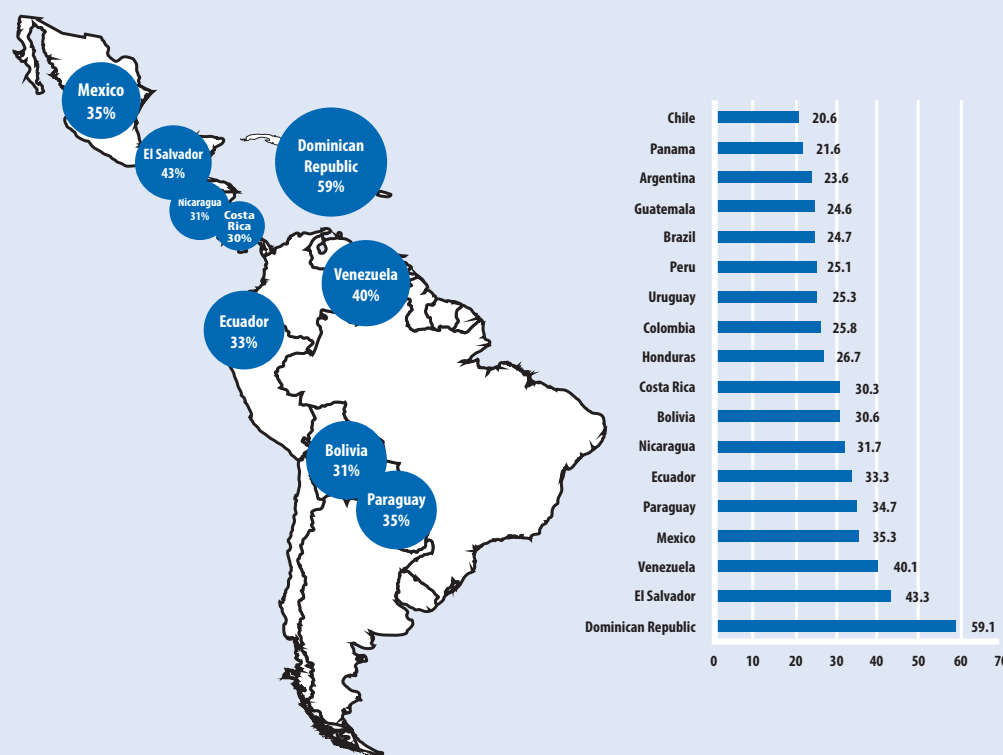 Mexico
35%
El Salvador
43%
Nicaragua
31%
Costa
Rica
30%
Dominican
Republic
59%
Venezuela
40%
Ecuador
33%
Bolivia
31%
Paraguay
35%
Chile 20.6
Panama 21.6
Argentina 23.6
Guatemala 24.6
Brazil 24.7
Peru 25.1
Uruguay 25.3
Colombia 25.8
Honduras 26.7
Costa Rica 30.3
Bolivia 30.6
Nicaragua 31.7
Ecuador 33.3
Paraguay 34.7
Mexico 35.3
Venezuela 40.1
El Salvador 43.3
Dominican Republic 59.1
0 10 20 30 40 50 60 70